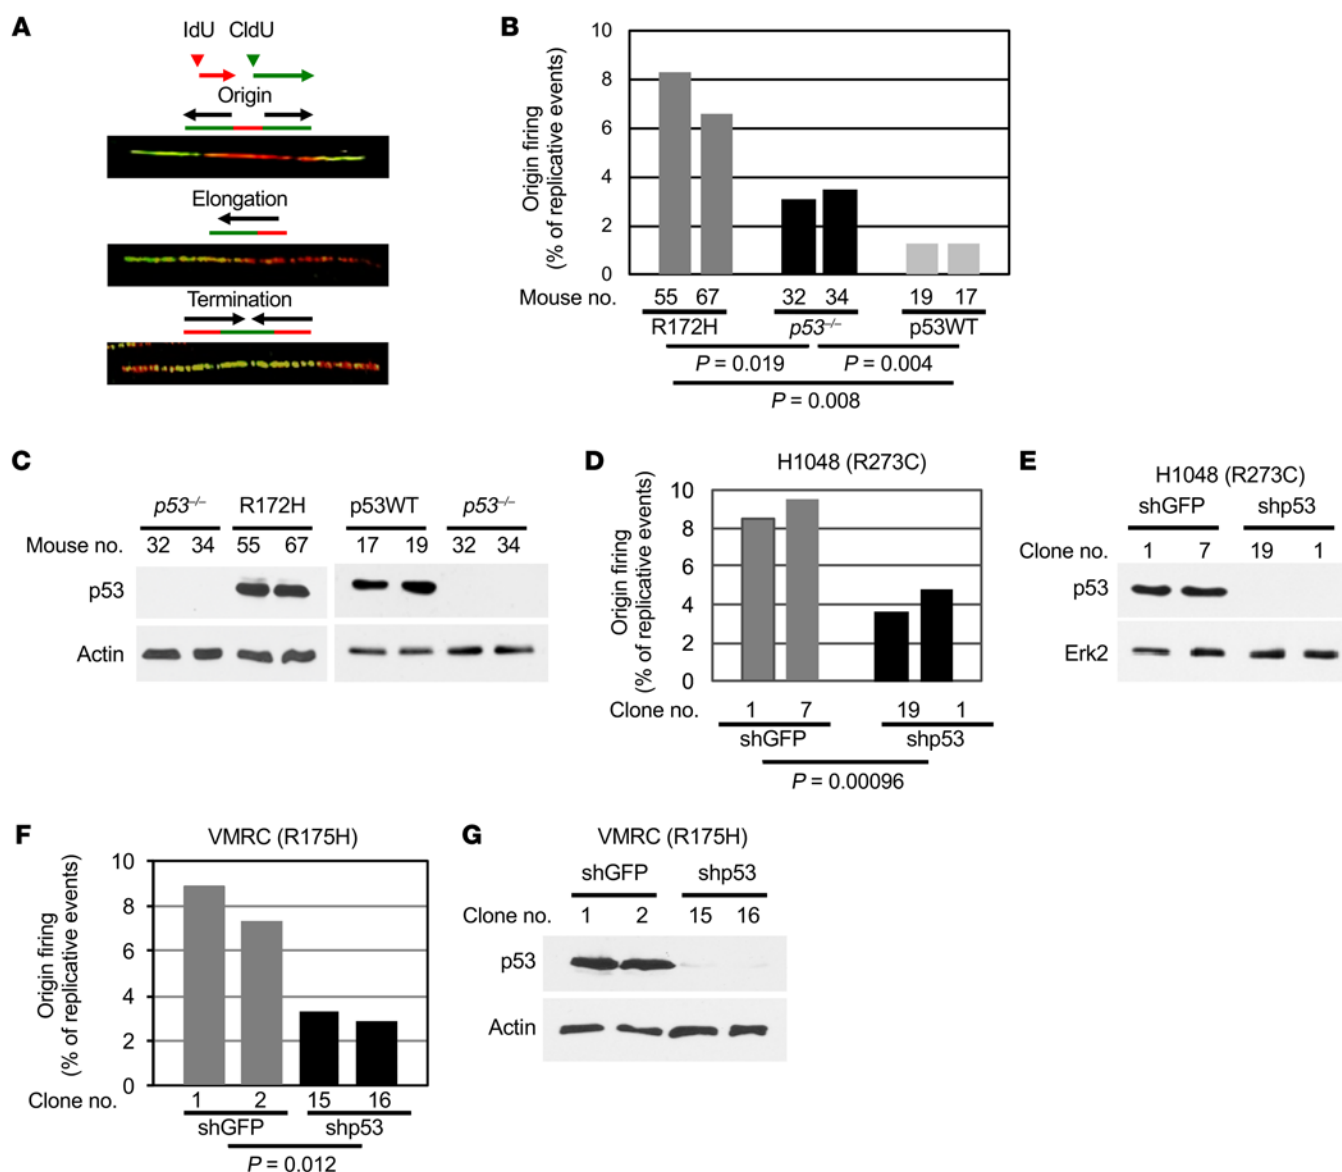 A
IdU CldU
Origin
Elongation
Termination
B
Origin firing
(% of replicative events)
10
8
6
4
2
0
Mouse no. 55 67 32 34 19 17
R172H p53–/– p53WT
P = 0.019 P = 0.004
P = 0.008
C
p53–/– R172H p53WT p53–/–
Mouse no. 32 34 55 67 17 19 32 34
p53
Actin
D
H1048 (R273C)
Origin firing
(% of replicative events)
10
8
6
4
2
0
Clone no. 1 7 19 1
shGFP shp53
P = 0.00096
E
H1048 (R273C)
shGFP shp53
Clone no. 1 7 19 1
p53
Erk2
F
VMRC (R175H)
Origin firing
(% of replicative events)
10
8
6
4
2
0
Clone no. 1 2 15 16
shGFP shp53
P = 0.012
G
VMRC (R175H)
shGFP shp53
Clone no. 1 2 15 16
p53
Actin